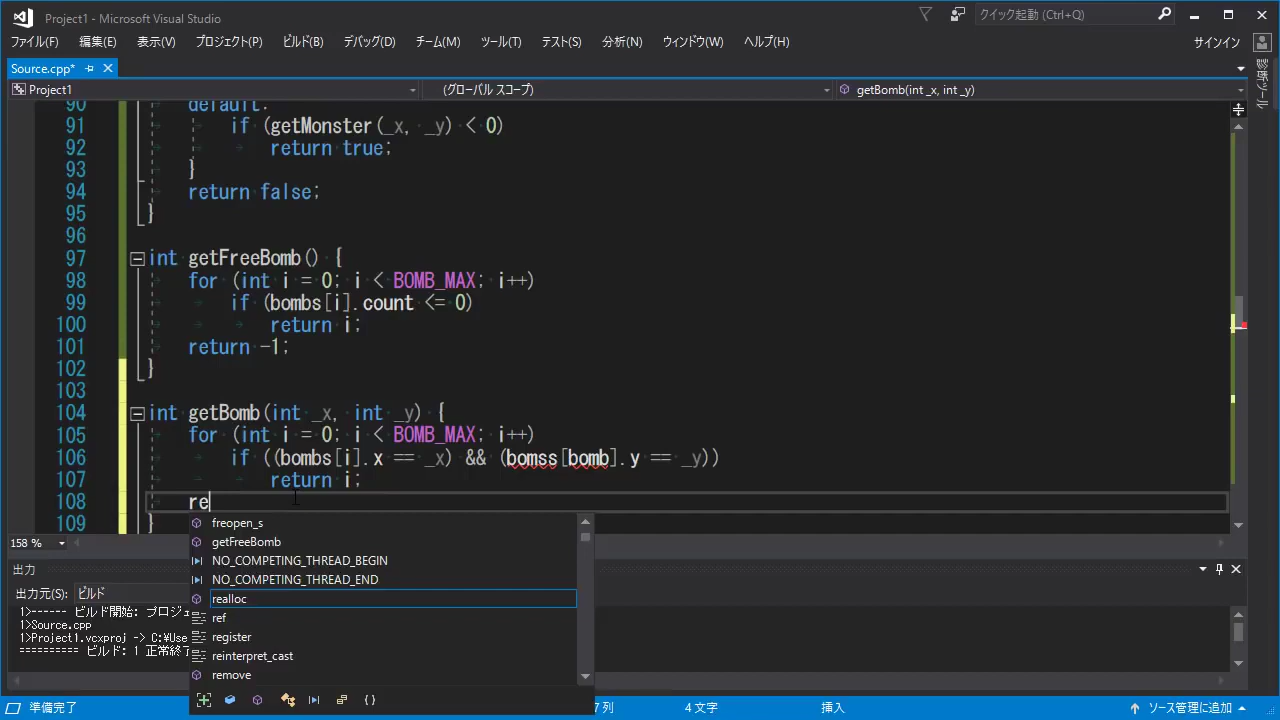 Project1 - Microsoft Visual Studio
クイック起動 (Ctrl+Q)
ファイル(F) 編集(E) 表示(V) プロジェクト(P) ビルド(B) デバッグ(D) チーム(M) ツール(T) テスト(S) 分析(N) ウィンドウ(W) ヘルプ(H) サインイン
Source.cpp*
診断ツール
Project1 (グローバル スコープ) getBomb(int _x, int _y)
90 default:
91 if (getMonster(_x, _y) < 0)
92 return true;
93 }
94 return false;
95 }
96
97 int getFreeBomb() {
98 for (int i = 0; i < BOMB_MAX; i++)
99 if (bombs[i].count <= 0)
100 return i;
101 return -1;
102 }
103
104 int getBomb(int _x, int _y) {
105 for (int i = 0; i < BOMB_MAX; i++)
106 if ((bombs[i].x == _x) && (bomss[bomb].y == _y))
107 return i;
108 re
109 }
freopen_s
getFreeBomb
NO_COMPETING_THREAD_BEGIN
NO_COMPETING_THREAD_END
realloc
ref
register
reinterpret_cast
remove
158 %
出力
出力元(S): ビルド
1>------ ビルド開始: プロジェ
1>Source.cpp
1>Project1.vcxproj -> C:¥Use
========== ビルド: 1 正常終了
準備完了 7 列 4 文字 挿入 ソース管理に追加